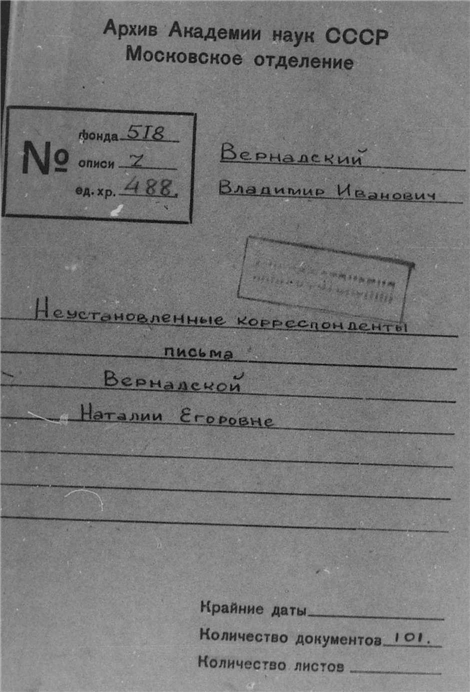 Архив Академии наук СССР
Московское отделение
№
фонда 518
описи 7
ед. хр. 488.
Вернадский
Владимир Иванович
Неустановленные корреспонденты
письма
Вернадской
Наталии Егоровне
Крайние даты
Количество документов 101.
Количество листов